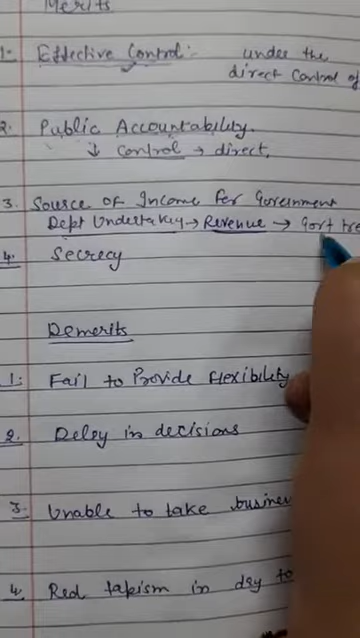 Merits
1- Effective Control:- under the
direct control of
2. Public Accountability.
↓ control → direct.
3. Source of Income for Government
Dept Undertaking → Revenue → Govt tre
4. Secrecy
Demerits
1. Fail to Provide flexibility
2. Delay in decisions
3. Unable to take busines
4. Red tapism in day to